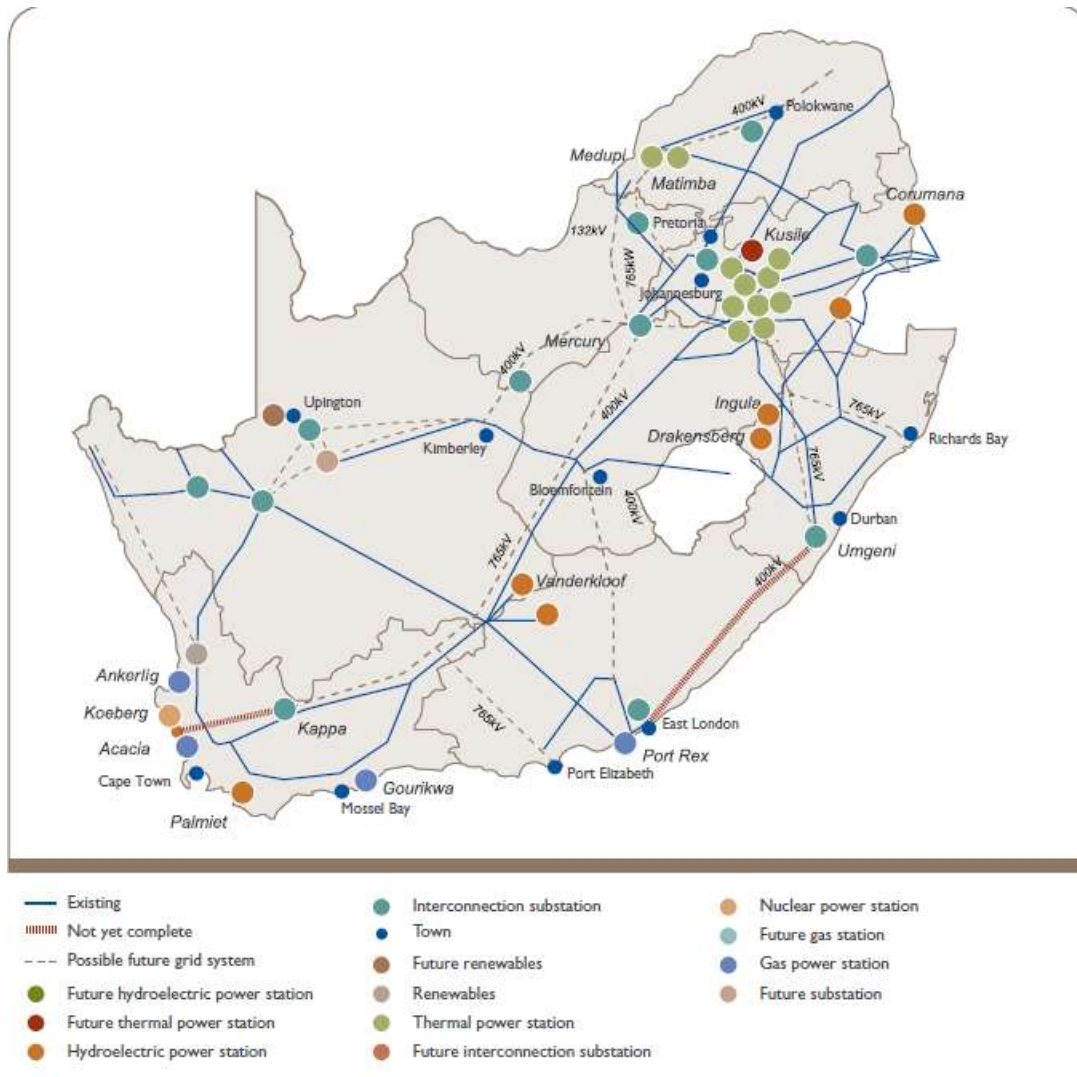 400kV
Polokwane
Medupi
Matimba
Corumana
132kV
Pretoria
Kusile
765kW
Johannesburg
Mercury
400kV
400kV
Upington
Kimberley
Ingula
Drakensberg
765kV
Richards Bay
Bloemfontein
400kV
765kV
Durban
Umgeni
765kV
Vanderkloof
400kV
Ankerlig
Koeberg
Kappa
765kV
East London
Acacia
Port Rex
Cape Town
Port Elizabeth
Gourikwa
Mossel Bay
Palmiet
Existing
Not yet complete
Possible future grid system
Future hydroelectric power station
Future thermal power station
Hydroelectric power station
Interconnection substation
Town
Future renewables
Renewables
Thermal power station
Future interconnection substation
Nuclear power station
Future gas station
Gas power station
Future substation